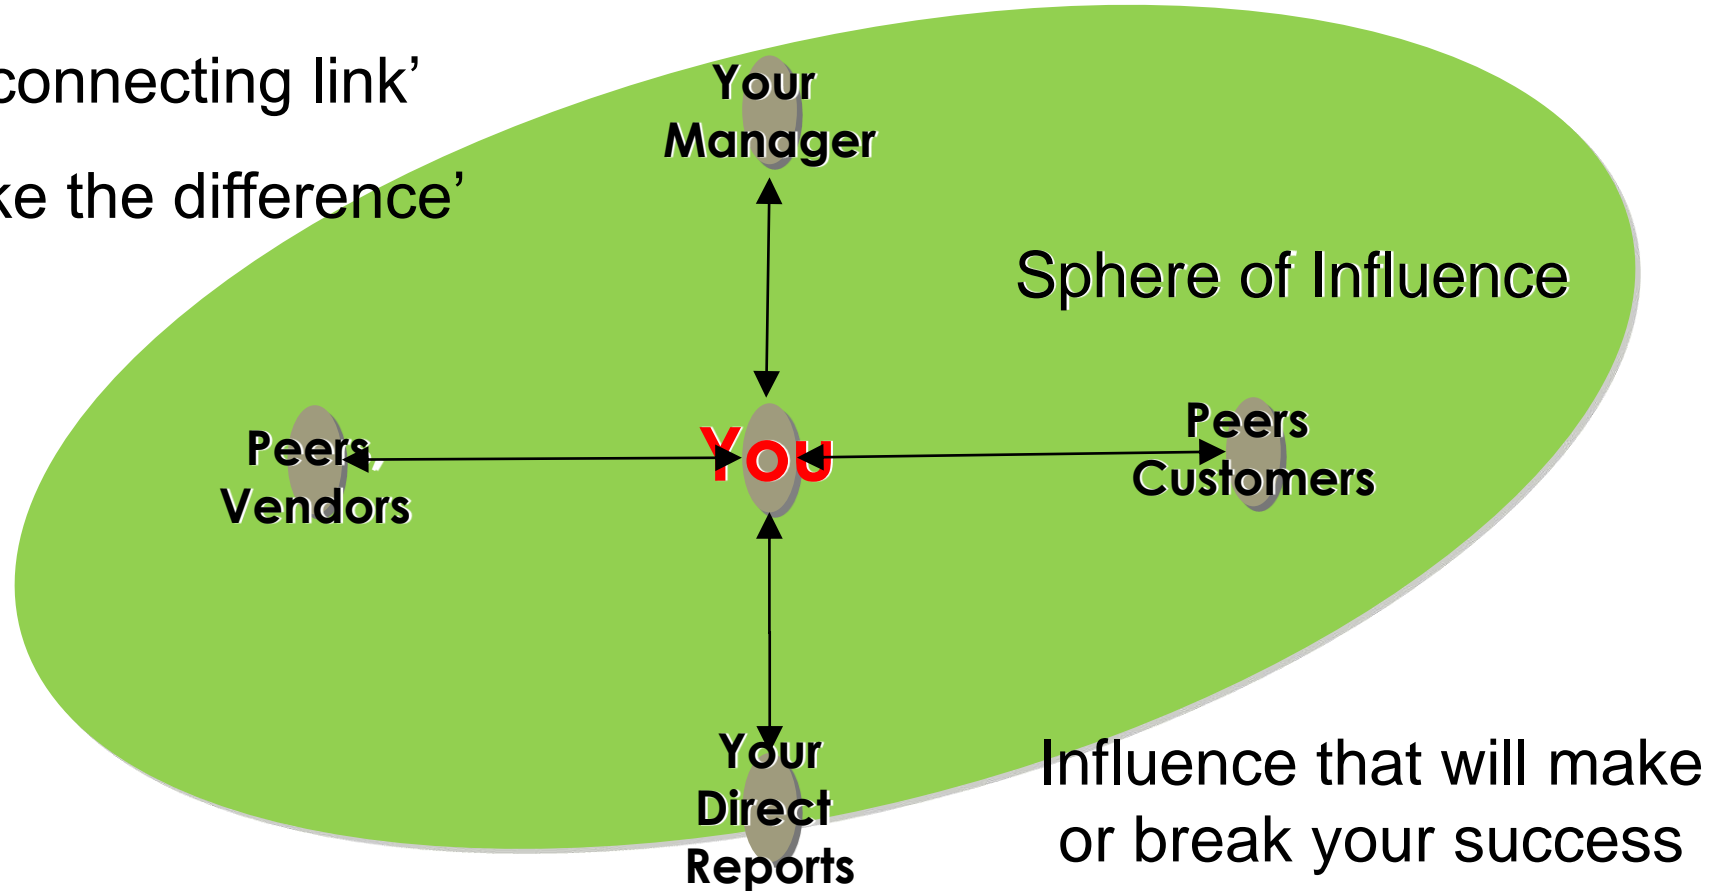 connecting link’
ke the difference’
Your
Manager
Sphere of Influence
Peers,
Vendors
You
Peers
Customers
Your
Direct
Reports
Influence that will make
or break your success